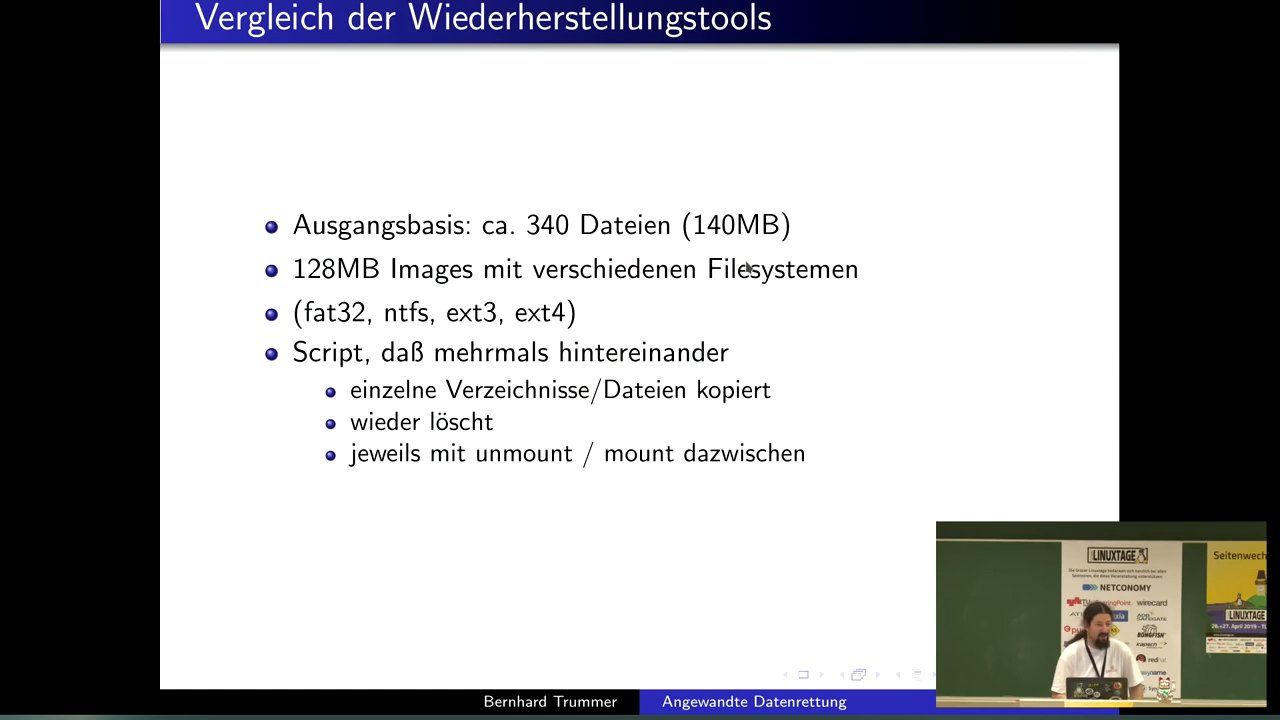 Vergleich der Wiederherstellungstools
Ausgangsbasis: ca. 340 Dateien (140MB)
128MB Images mit verschiedenen Filesystemen
(fat32, ntfs, ext3, ext4)
Script, daß mehrmals hintereinander
einzelne Verzeichnisse/Dateien kopiert
wieder löscht
jeweils mit unmount / mount dazwischen
Bernhard Trummer
Angewandte Datenrettung
LINUXTAGE
NETCONOMY
wirecard
BONGFISH
redhat
Seitenwech
LINUXTAGE